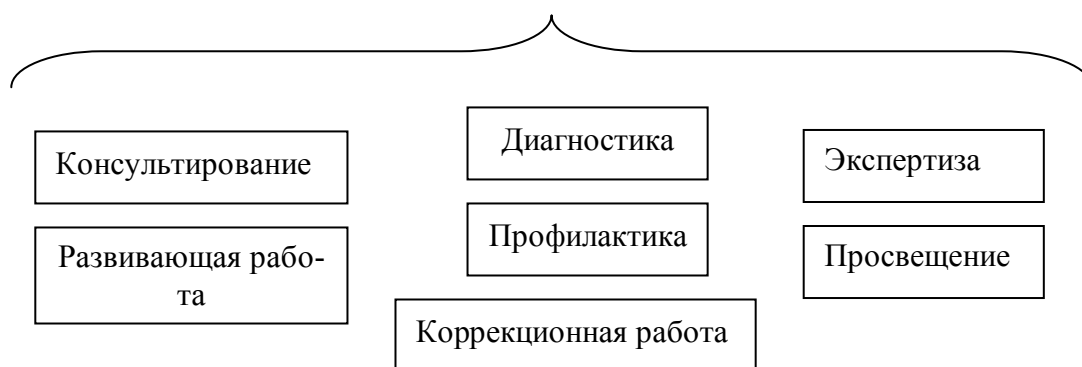 Консультирование
Диагностика
Экспертиза
Развивающая рабо-
та
Профилактика
Просвещение
Коррекционная работа